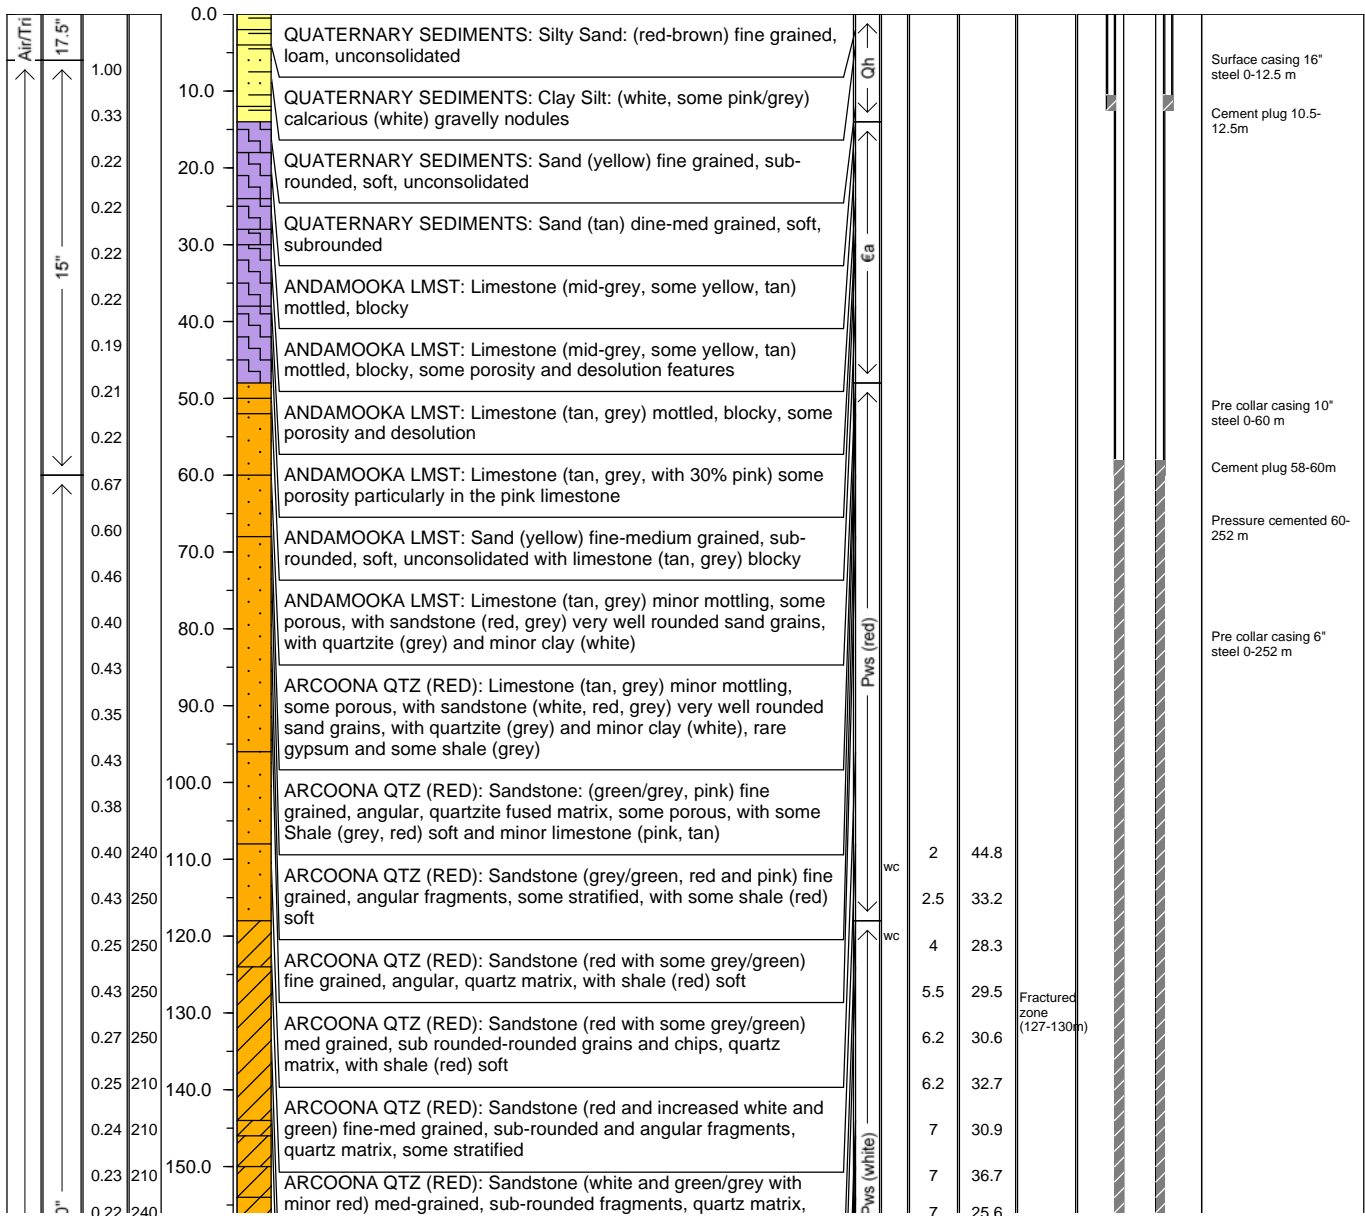 Air/Tri
17.5"
15"
0"
1.00
0.33
0.22
0.22
0.22
0.22
0.19
0.21
0.22
0.67
0.60
0.46
0.40
0.43
0.35
0.43
0.38
0.40 240
0.43 250
0.25 250
0.43 250
0.27 250
0.25 210
0.24 210
0.23 210
0.22 240
0.0
10.0
20.0
30.0
40.0
50.0
60.0
70.0
80.0
90.0
100.0
110.0
120.0
130.0
140.0
150.0
QUATERNARY SEDIMENTS: Silty Sand: (red-brown) fine grained,
loam, unconsolidated
QUATERNARY SEDIMENTS: Clay Silt: (white, some pink/grey)
calcarious (white) gravelly nodules
QUATERNARY SEDIMENTS: Sand (yellow) fine grained, sub-
rounded, soft, unconsolidated
QUATERNARY SEDIMENTS: Sand (tan) dine-med grained, soft,
subrounded
ANDAMOOKA LMST: Limestone (mid-grey, some yellow, tan)
mottled, blocky
ANDAMOOKA LMST: Limestone (mid-grey, some yellow, tan)
mottled, blocky, some porosity and desolution features
ANDAMOOKA LMST: Limestone (tan, grey) mottled, blocky, some
porosity and desolution
ANDAMOOKA LMST: Limestone (tan, grey, with 30% pink) some
porosity particularly in the pink limestone
ANDAMOOKA LMST: Sand (yellow) fine-medium grained, sub-
rounded, soft, unconsolidated with limestone (tan, grey) blocky
ANDAMOOKA LMST: Limestone (tan, grey) minor mottling, some
porous, with sandstone (red, grey) very well rounded sand grains,
with quartzite (grey) and minor clay (white)
ARCOONA QTZ (RED): Limestone (tan, grey) minor mottling,
some porous, with sandstone (white, red, grey) very well rounded
sand grains, with quartzite (grey) and minor clay (white), rare
gypsum and some shale (grey)
ARCOONA QTZ (RED): Sandstone: (green/grey, pink) fine
grained, angular, quartzite fused matrix, some porous, with some
Shale (grey, red) soft and minor limestone (pink, tan)
ARCOONA QTZ (RED): Sandstone (grey/green, red and pink) fine
grained, angular fragments, some stratified, with some shale (red)
soft
ARCOONA QTZ (RED): Sandstone (red with some grey/green)
fine grained, angular, quartz matrix, with shale (red) soft
ARCOONA QTZ (RED): Sandstone (red with some grey/green)
med grained, sub rounded-rounded grains and chips, quartz
matrix, with shale (red) soft
ARCOONA QTZ (RED): Sandstone (red and increased white and
green) fine-med grained, sub-rounded and angular fragments,
quartz matrix, some stratified
ARCOONA QTZ (RED): Sandstone (white and green/grey with
minor red) med-grained, sub-rounded fragments, quartz matrix,
Qh
€a
Pws (red)
Pws (white)
wc
wc
2 44.8
2.5 33.2
4 28.3
5.5 29.5
6.2 30.6
6.2 32.7
7 30.9
7 36.7
7 25.6
Fractured
zone
(127-130m)
Surface casing 16"
steel 0-12.5 m
Cement plug 10.5-
12.5m
Pre collar casing 10"
steel 0-60 m
Cement plug 58-60m
Pressure cemented 60-
252 m
Pre collar casing 6"
steel 0-252 m